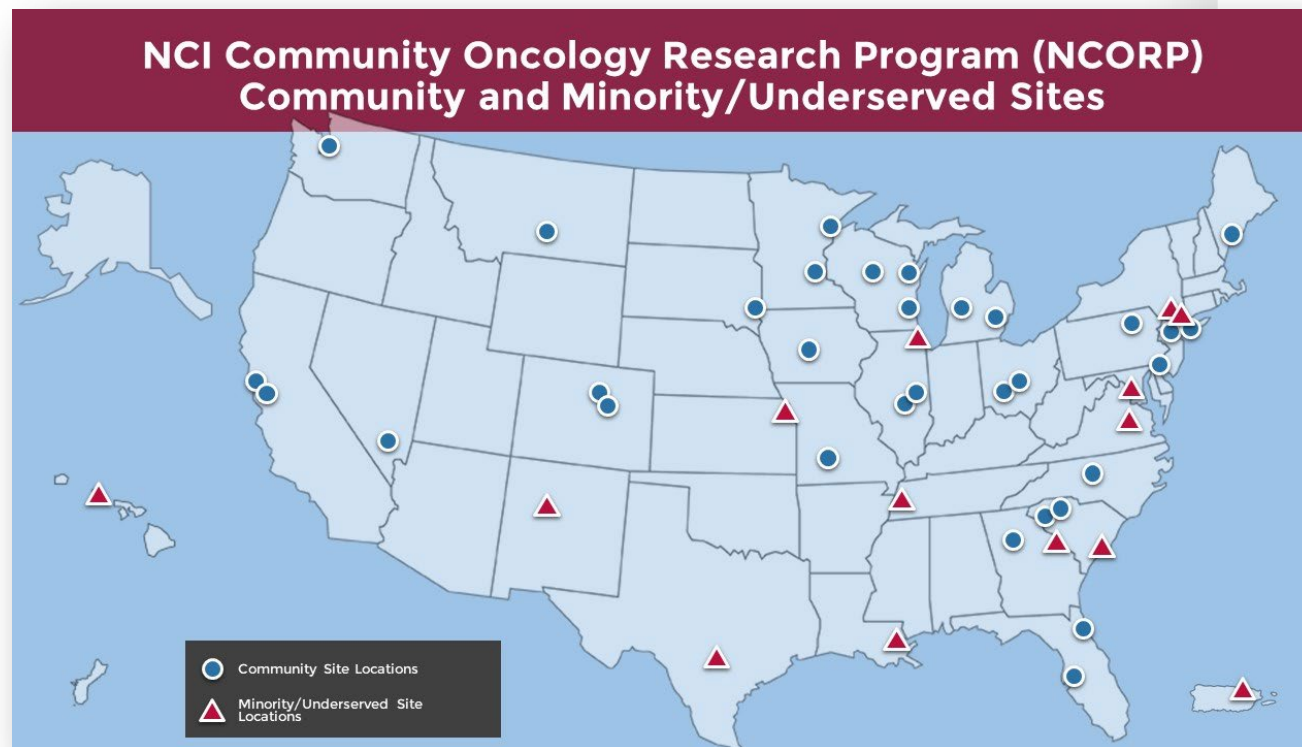 NCI Community Oncology Research Program (NCORP)
Community and Minority/Underserved Sites
Community Site Locations
Minority/Underserved Site
Locations